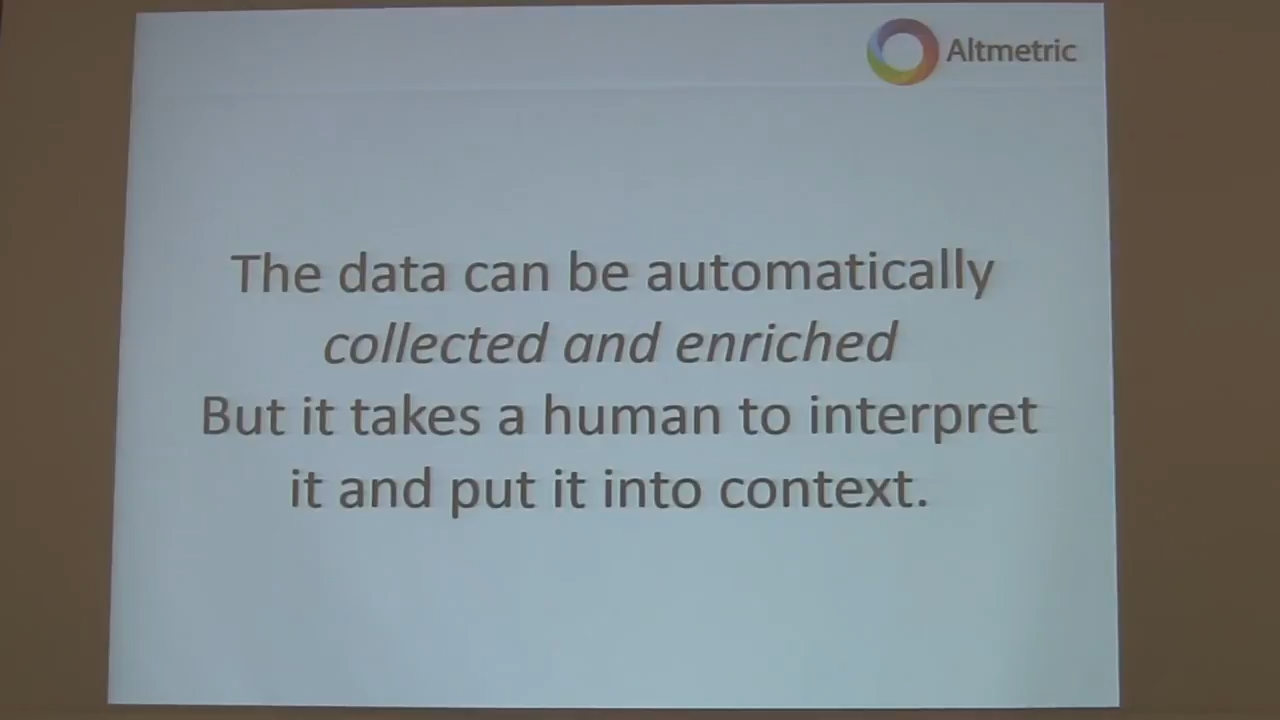 Altmetric
The data can be automatically
collected and enriched
But it takes a human to interpret
it and put it into context.